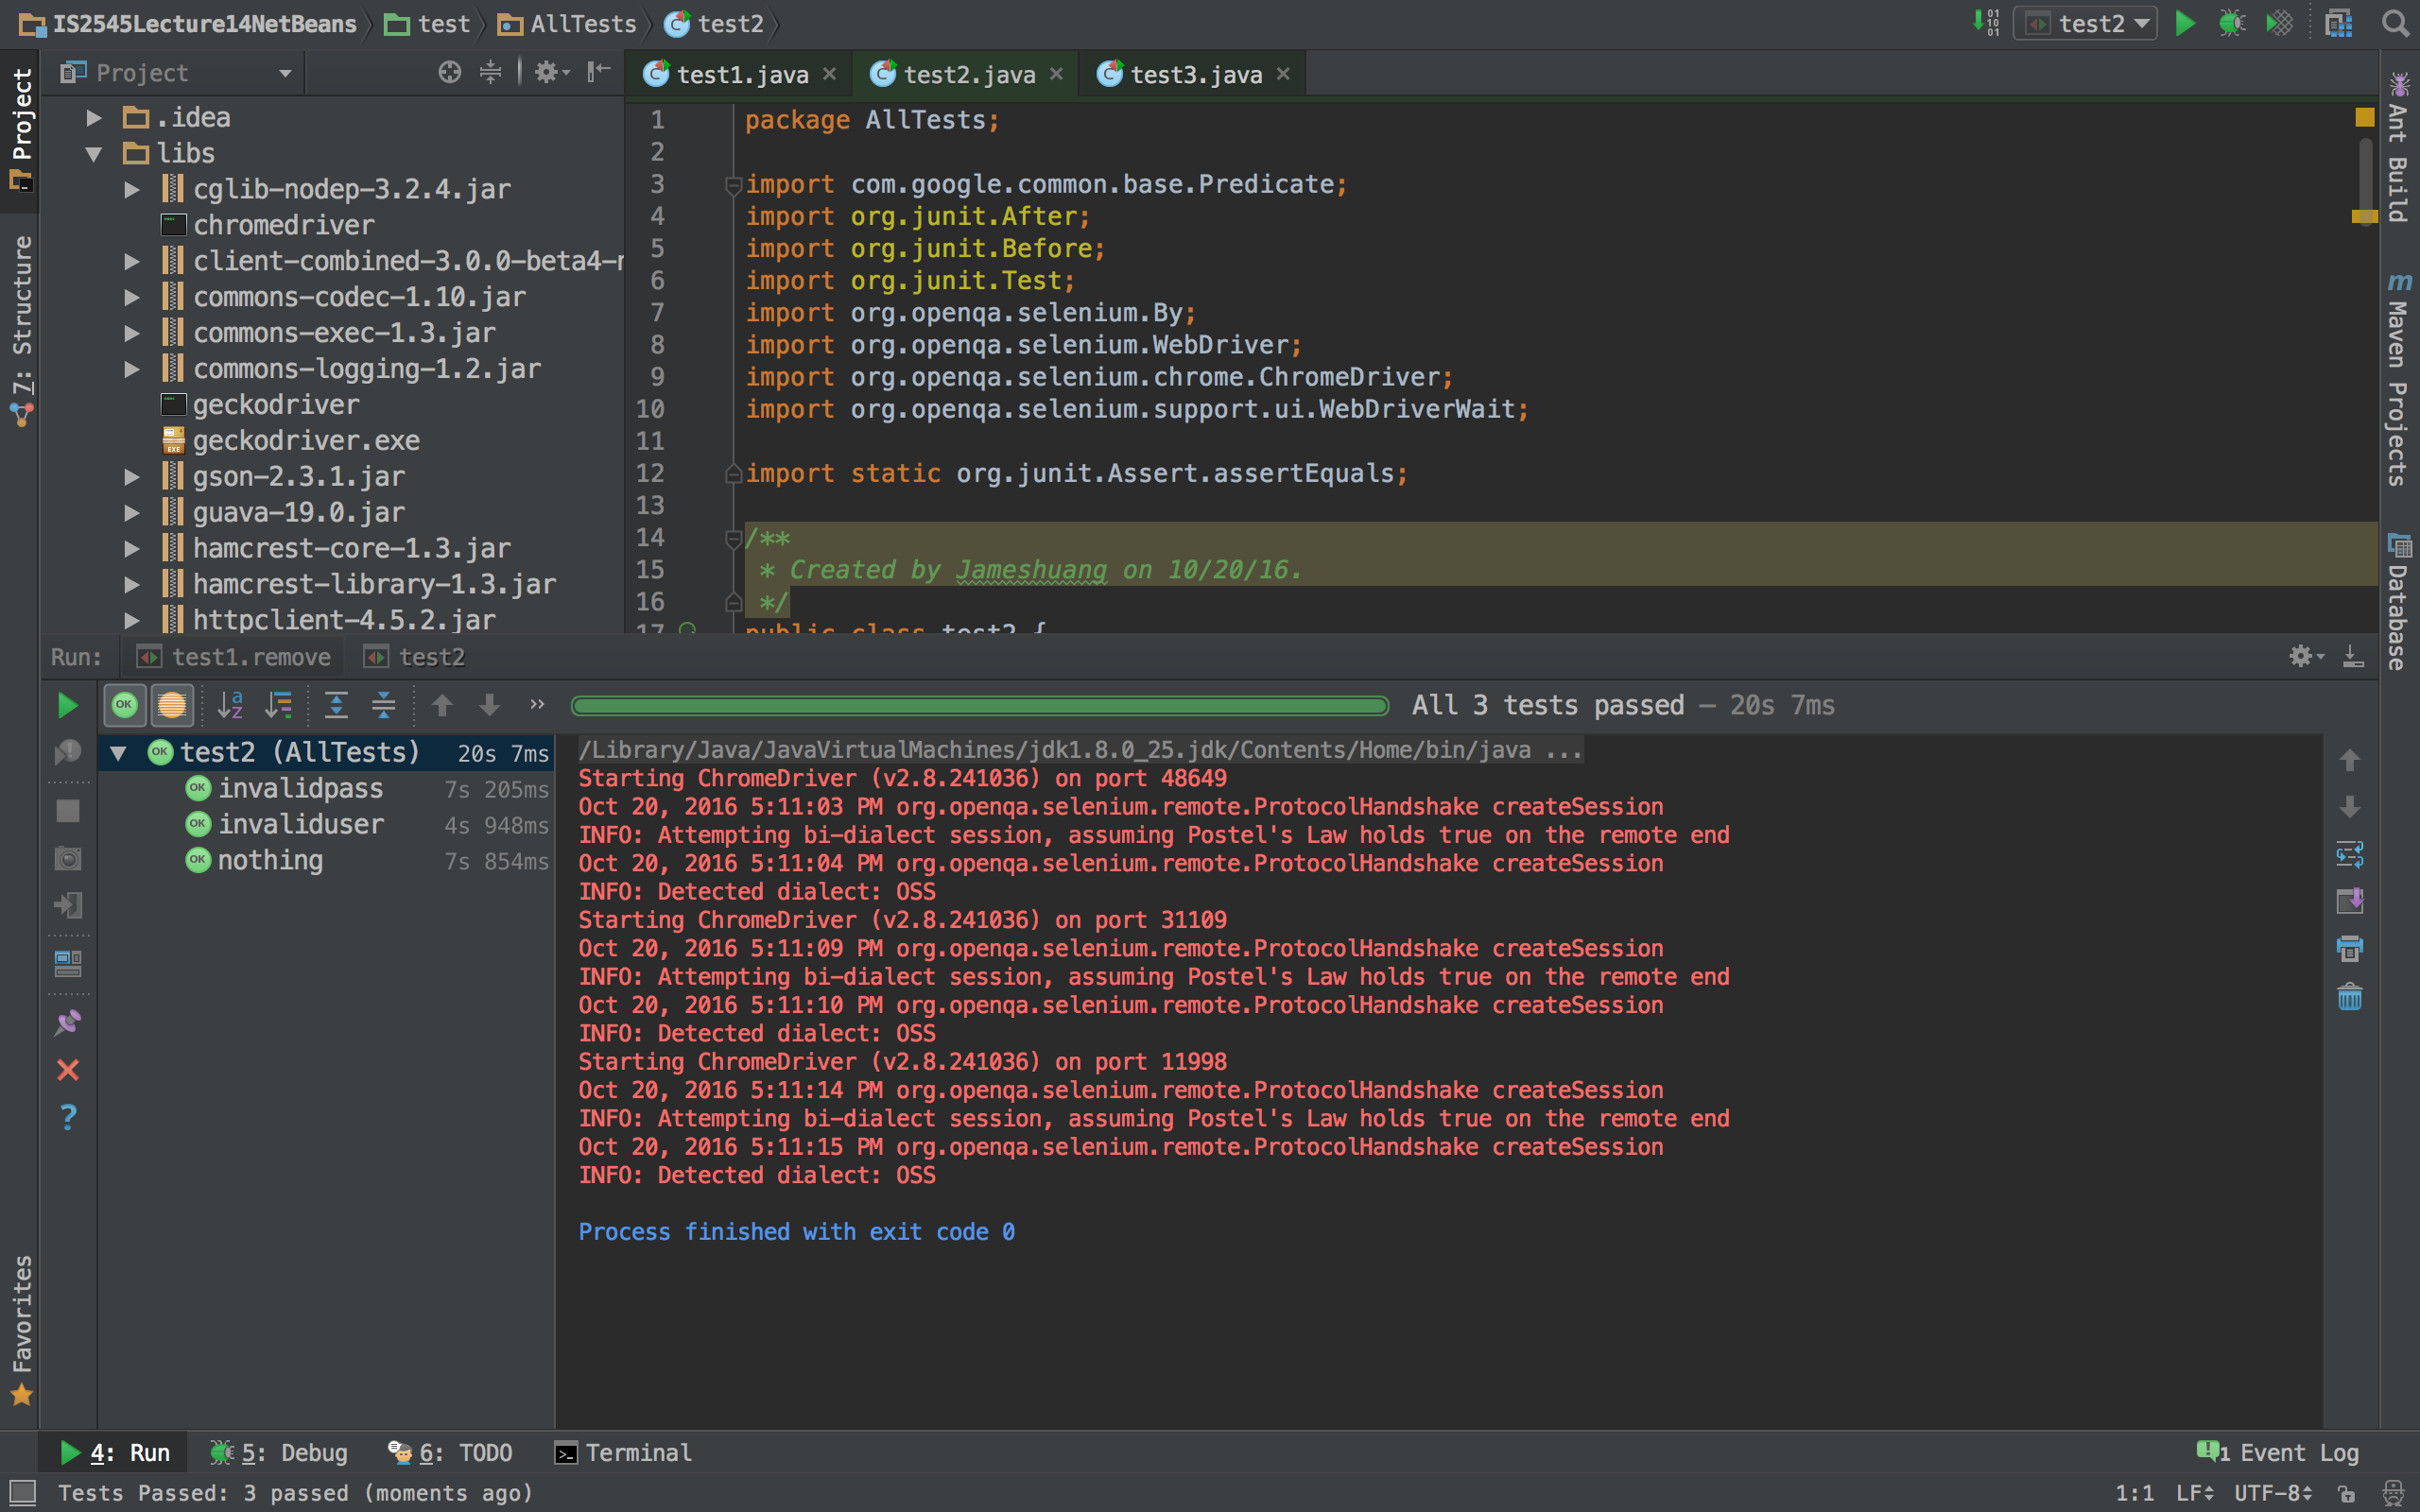 IS2545Lecture14NetBeans test AllTests test2
test2
Project
test1.java test2.java test3.java
Project
7: Structure
Favorites
.idea
libs
cglib-nodep-3.2.4.jar
chromedriver
client-combined-3.0.0-beta4-
commons-codec-1.10.jar
commons-exec-1.3.jar
commons-logging-1.2.jar
geckodriver
geckodriver.exe
gson-2.3.1.jar
guava-19.0.jar
hamcrest-core-1.3.jar
hamcrest-library-1.3.jar
httpclient-4.5.2.jar
1 package AllTests;
2
3 import com.google.common.base.Predicate;
4 import org.junit.After;
5 import org.junit.Before;
6 import org.junit.Test;
7 import org.openqa.selenium.By;
8 import org.openqa.selenium.WebDriver;
9 import org.openqa.selenium.chrome.ChromeDriver;
10 import org.openqa.selenium.support.ui.WebDriverWait;
11
12 import static org.junit.Assert.assertEquals;
13
14 /**
15 * Created by Jameshuang on 10/20/16.
16 */
17 public class test2 {
Ant Build
Maven Projects
Database
Run: test1.remove test2
All 3 tests passed – 20s 7ms
test2 (AllTests) 20s 7ms
invalidpass 7s 205ms
invaliduser 4s 948ms
nothing 7s 854ms
/Library/Java/JavaVirtualMachines/jdk1.8.0_25.jdk/Contents/Home/bin/java ...
Starting ChromeDriver (v2.8.241036) on port 48649
Oct 20, 2016 5:11:03 PM org.openqa.selenium.remote.ProtocolHandshake createSession
INFO: Attempting bi-dialect session, assuming Postel's Law holds true on the remote end
Oct 20, 2016 5:11:04 PM org.openqa.selenium.remote.ProtocolHandshake createSession
INFO: Detected dialect: OSS
Starting ChromeDriver (v2.8.241036) on port 31109
Oct 20, 2016 5:11:09 PM org.openqa.selenium.remote.ProtocolHandshake createSession
INFO: Attempting bi-dialect session, assuming Postel's Law holds true on the remote end
Oct 20, 2016 5:11:10 PM org.openqa.selenium.remote.ProtocolHandshake createSession
INFO: Detected dialect: OSS
Starting ChromeDriver (v2.8.241036) on port 11998
Oct 20, 2016 5:11:14 PM org.openqa.selenium.remote.ProtocolHandshake createSession
INFO: Attempting bi-dialect session, assuming Postel's Law holds true on the remote end
Oct 20, 2016 5:11:15 PM org.openqa.selenium.remote.ProtocolHandshake createSession
INFO: Detected dialect: OSS
Process finished with exit code 0
4: Run 5: Debug 6: TODO Terminal 1 Event Log
Tests Passed: 3 passed (moments ago) 1:1 LF UTF-8